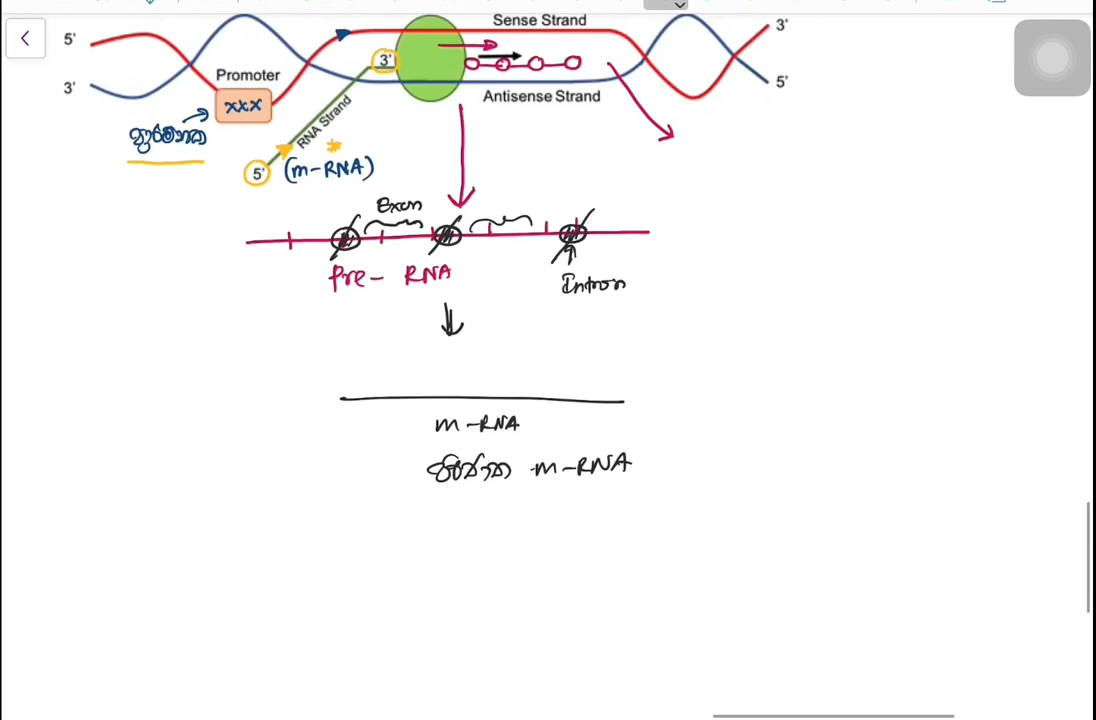 Sense Strand
5'
3'
3'
Promoter
3'
5'
xxx
Antisense Strand
RNA Strand
5'
(m-RNA)
Exon
Pre- RNA
Intron
m-RNA
m-RNA